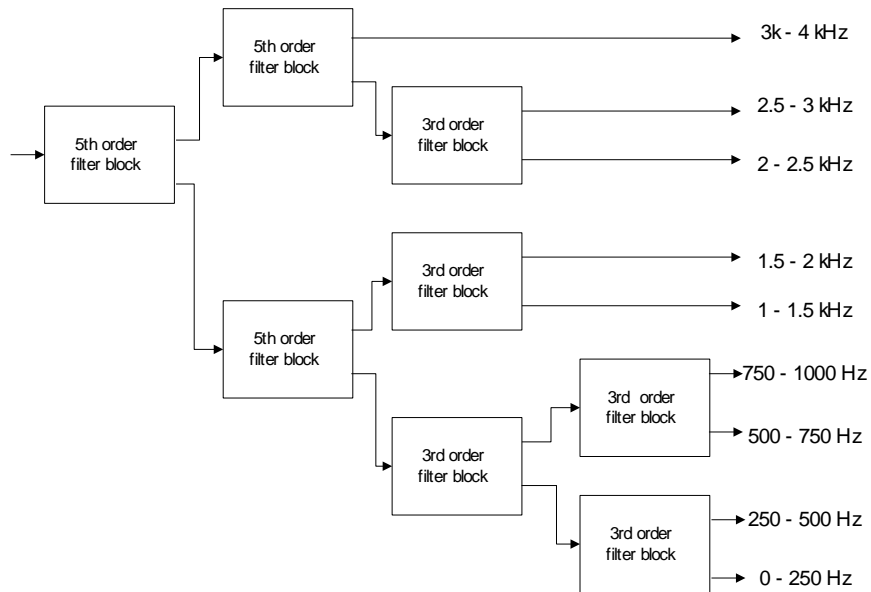 5th order
filter block
3k - 4 kHz
5th order
filter block
3rd order
filter block
2.5 - 3 kHz
2 - 2.5 kHz
5th order
filter block
3rd order
filter block
1.5 - 2 kHz
1 - 1.5 kHz
3rd order
filter block
3rd order
filter block
750 - 1000 Hz
500 - 750 Hz
3rd order
filter block
250 - 500 Hz
0 - 250 Hz